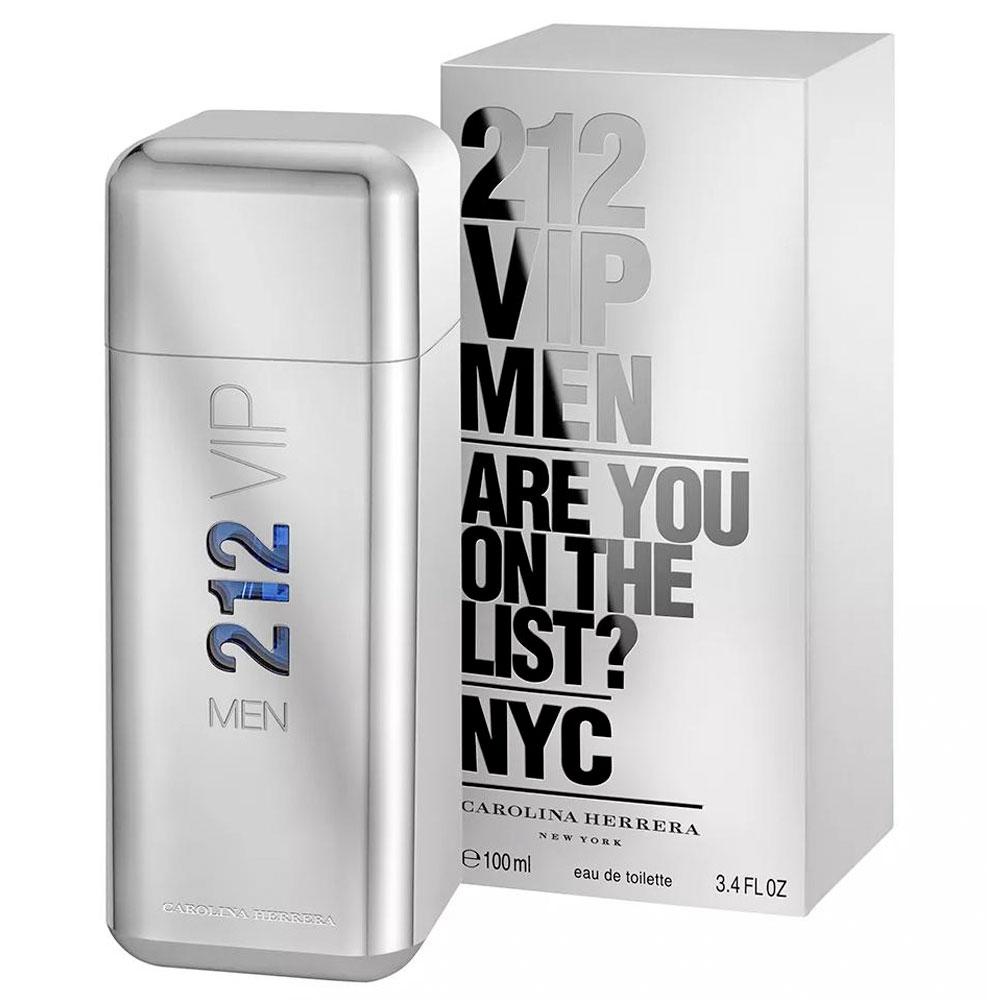 212 VIP
MEN
CAROLINA HERRERA
212
VIP
MEN
ARE YOU
ON THE
LIST?
NYC
CAROLINA HERRERA
NEW YORK
℮100 ml
eau de toilette
3.4 FL OZ